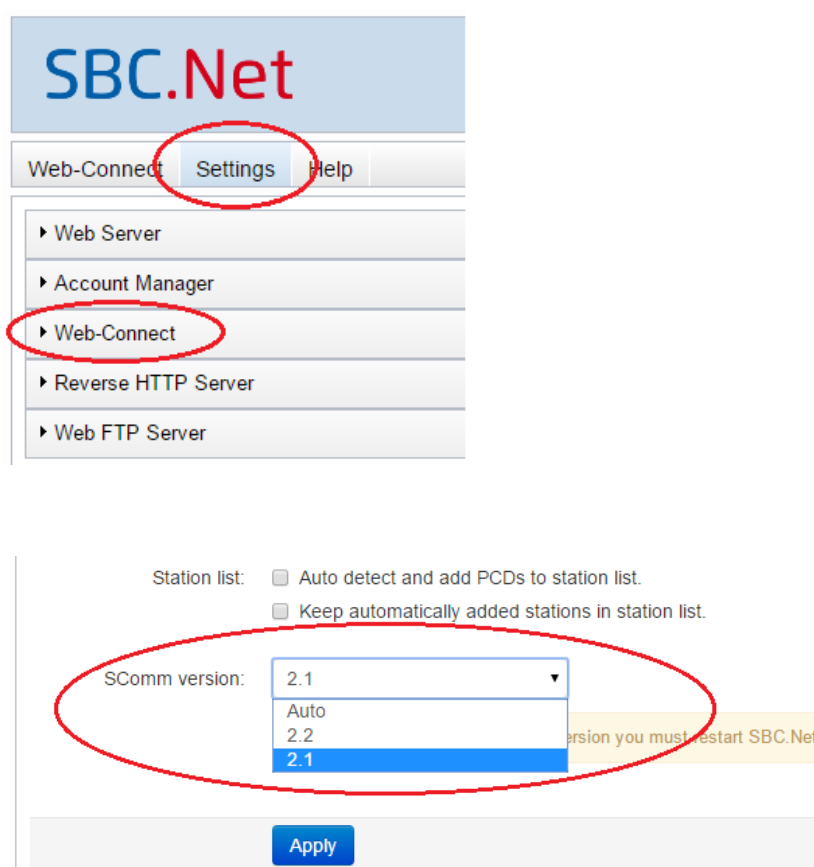 SBC.Net
Web-Connect Settings Help
Web Server
Account Manager
Web-Connect
Reverse HTTP Server
Web FTP Server
Station list: Auto detect and add PCDs to station list.
Keep automatically added stations in station list.
SComm version: 2.1
Auto
2.2 ersion you must restart SBC.Net
2.1
Apply